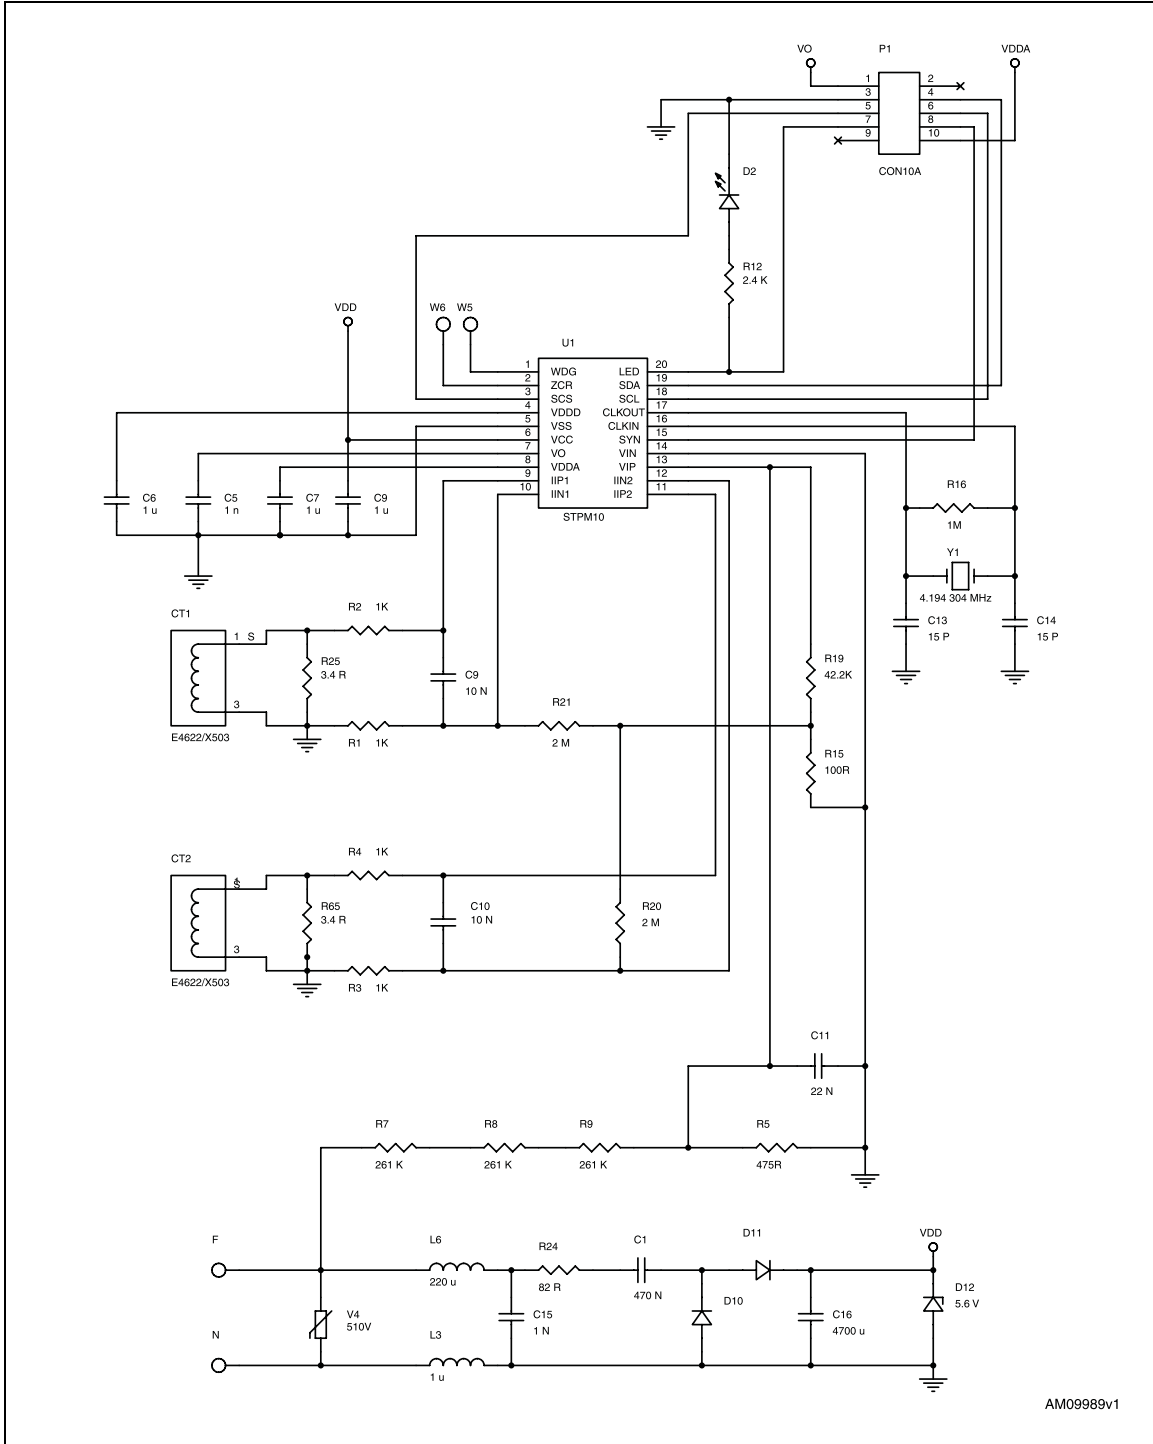 VO P1 VDDA
1 2
3 4
5 6
7 8
9 10
CON10A
D2
R12
2.4 K
VDD W6 W5
U1
1 WDG LED 20
2 ZCR SDA 19
3 SCS SCL 18
4 VDDD CLKOUT 17
5 VSS CLKIN 16
6 VCC SYN 15
7 VO VIN 14
8 VDDA VIP 13
9 IIP1 IIN2 12
10 IIN1 IIP2 11
STPM10
C6
1 u
C5
1 n
C7
1 u
C9
1 u
R16
1M
Y1
4.194 304 MHz
C13
15 P
C14
15 P
CT1
1 S
3
E4622/X503
R2 1K
R25
3.4 R
R1 1K
C9
10 N
R21
2 M
R19
42.2K
R15
100R
CT2
S
3
E4622/X503
R4 1K
R65
3.4 R
R3 1K
C10
10 N
R20
2 M
C11
22 N
R7
261 K
R8
261 K
R9
261 K
R5
475R
F
N
V4
510V
L6
220 u
L3
1 u
R24
82 R
C15
1 N
C1
470 N
D10
D11
C16
4700 u
VDD
D12
5.6 V
AM09989v1